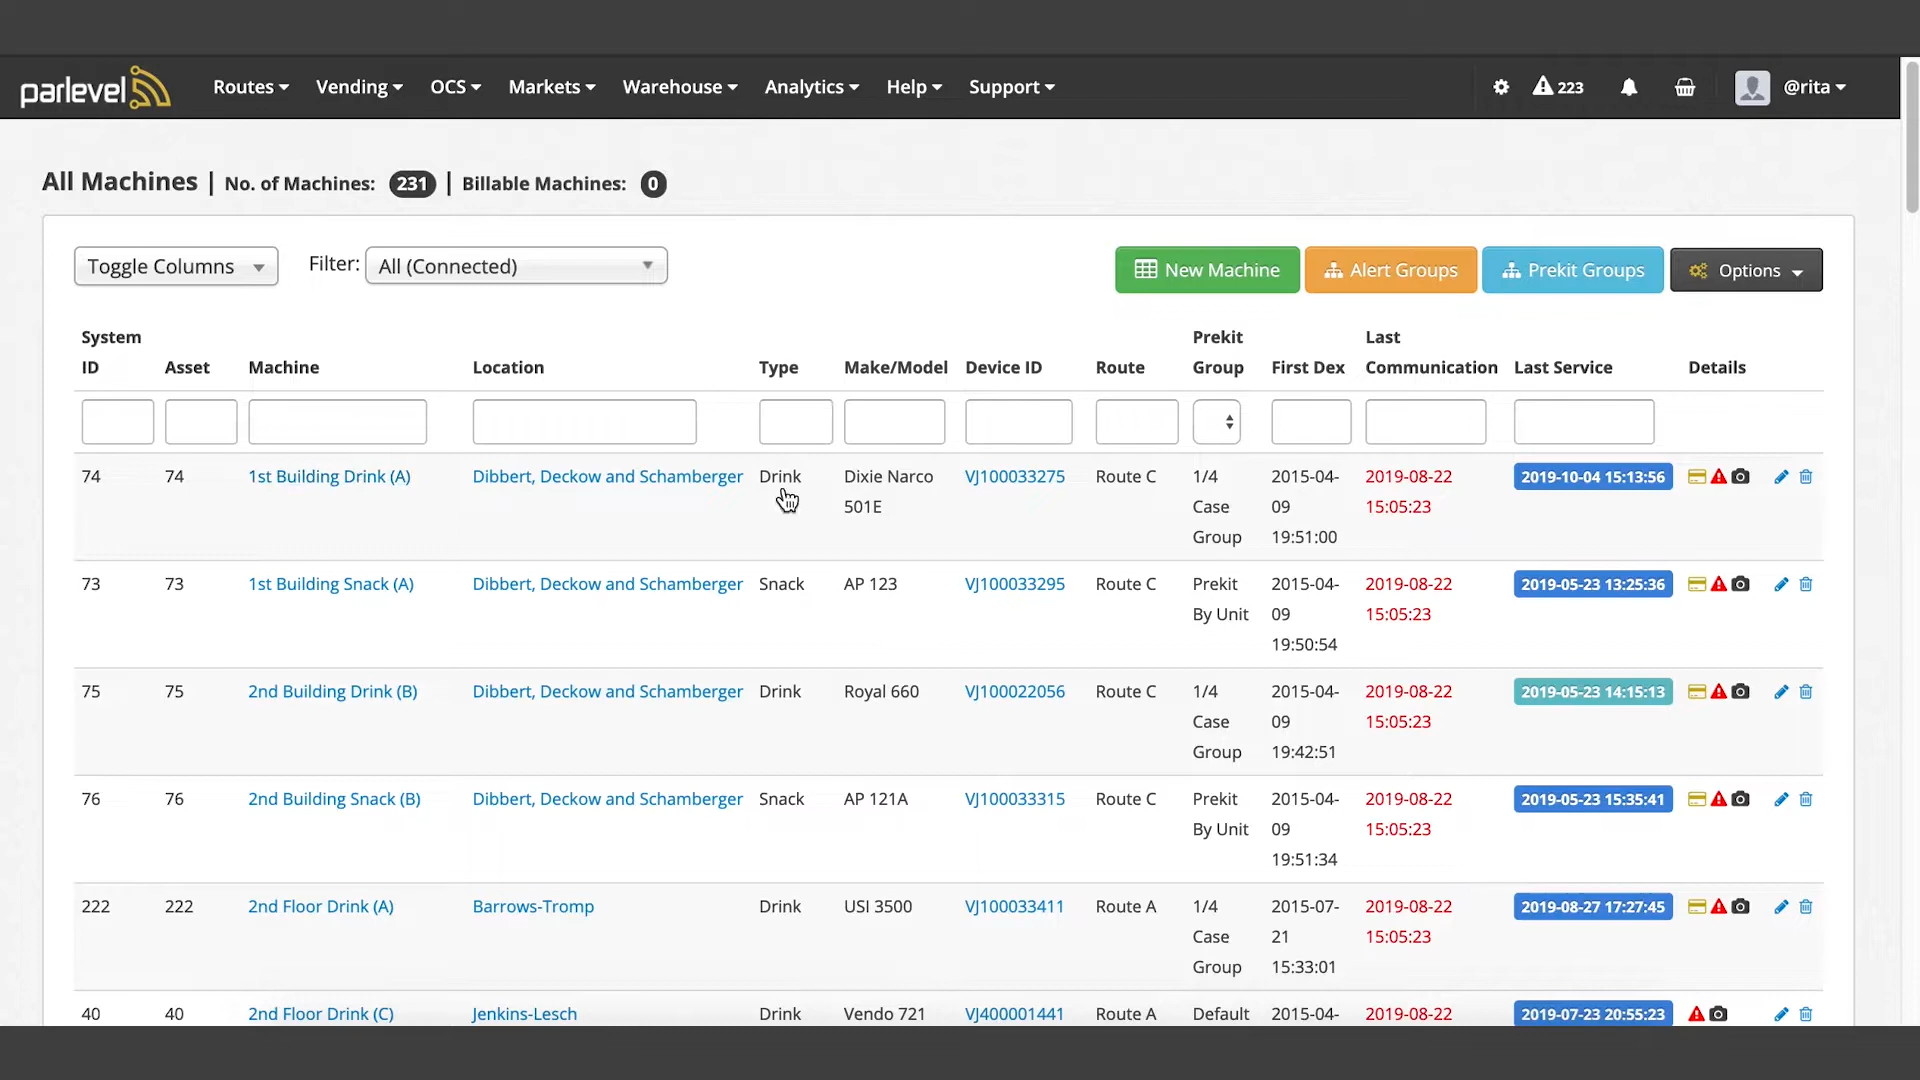 parlevel Routes Vending OCS Markets Warehouse Analytics Help Support 223 @rita
All Machines | No. of Machines: 231 | Billable Machines: 0
Toggle Columns Filter: All (Connected) New Machine Alert Groups Prekit Groups Options
System Prekit Last
ID Asset Machine Location Type Make/Model Device ID Route Group First Dex Communication Last Service Details
74 74 1st Building Drink (A) Dibbert, Deckow and Schamberger Drink Dixie Narco VJ100033275 Route C 1/4 2015-04- 2019-08-22 2019-10-04 15:13:56
501E Case 09 15:05:23
Group 19:51:00
73 73 1st Building Snack (A) Dibbert, Deckow and Schamberger Snack AP 123 VJ100033295 Route C Prekit 2015-04- 2019-08-22 2019-05-23 13:25:36
By Unit 09 15:05:23
19:50:54
75 75 2nd Building Drink (B) Dibbert, Deckow and Schamberger Drink Royal 660 VJ100022056 Route C 1/4 2015-04- 2019-08-22 2019-05-23 14:15:13
Case 09 15:05:23
Group 19:42:51
76 76 2nd Building Snack (B) Dibbert, Deckow and Schamberger Snack AP 121A VJ100033315 Route C Prekit 2015-04- 2019-08-22 2019-05-23 15:35:41
By Unit 09 15:05:23
19:51:34
222 222 2nd Floor Drink (A) Barrows-Tromp Drink USI 3500 VJ100033411 Route A 1/4 2015-07- 2019-08-22 2019-08-27 17:27:45
Case 21 15:05:23
Group 15:33:01
40 40 2nd Floor Drink (C) Jenkins-Lesch Drink Vendo 721 VJ400001441 Route A Default 2015-04- 2019-08-22 2019-07-23 20:55:23